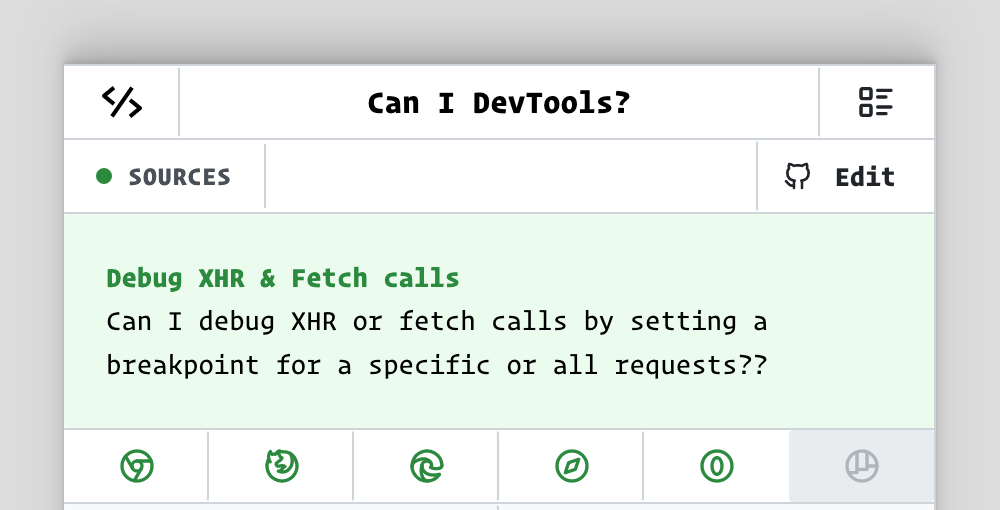 Can I DevTools?
SOURCES
Edit
Debug XHR & Fetch calls
Can I debug XHR or fetch calls by setting a
breakpoint for a specific or all requests??